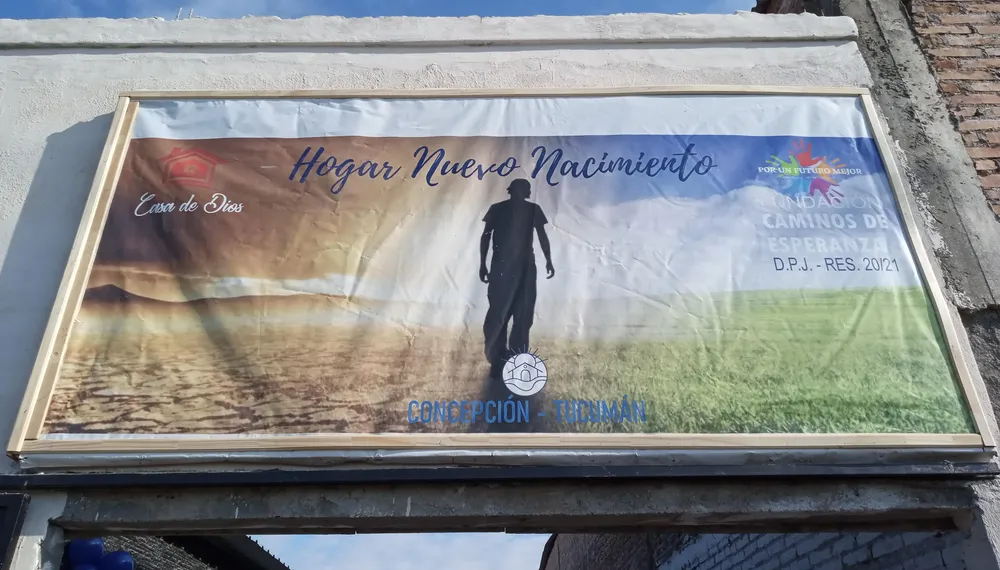 Hogar Nuevo Nacimiento
Casa de Dios
POR UN FUTURO MEJOR
FUNDACIÓN
CAMINOS DE
ESPERANZA
D.P.J. - RES. 20/21
CONCEPCIÓN - TUCUMÁN